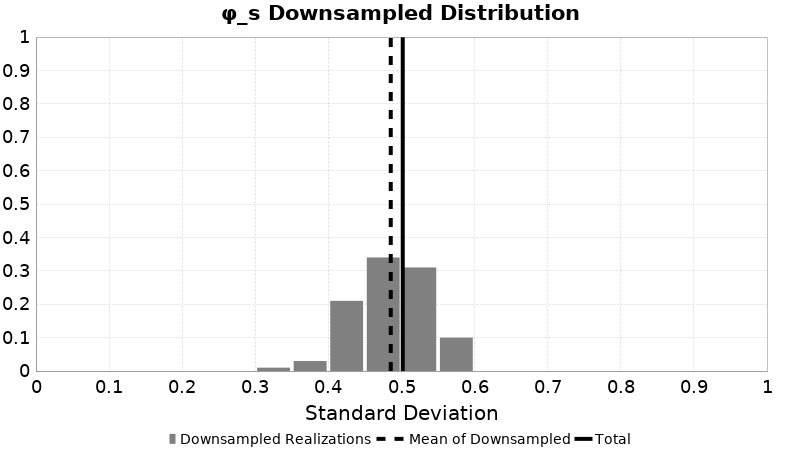 φ_s Downsampled Distribution
1
0.9
0.8
0.7
0.6
0.5
0.4
0.3
0.2
0.1
0
0 0.1 0.2 0.3 0.4 0.5 0.6 0.7 0.8 0.9 1
Standard Deviation
Downsampled Realizations Mean of Downsampled Total